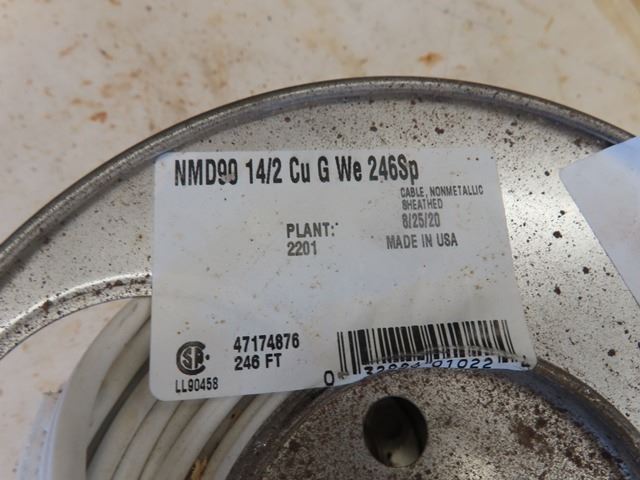 NMD90 14/2 Cu G We 246Sp
CABLE, NONMETALLIC
SHEATHED
PLANT:
2201
8/25/20
MADE IN USA
47174876
246 FT
LL90458
01022